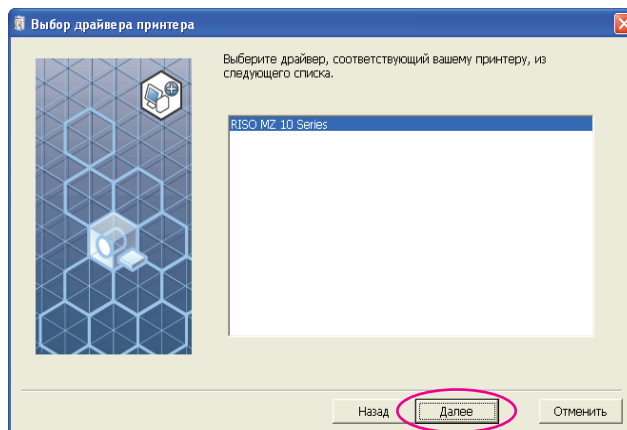 Выбор драйвера принтера
Выберите драйвер, соответствующий вашему принтеру, из
следующего списка.
RISO MZ 10 Series
Назад
Далее
Отменить